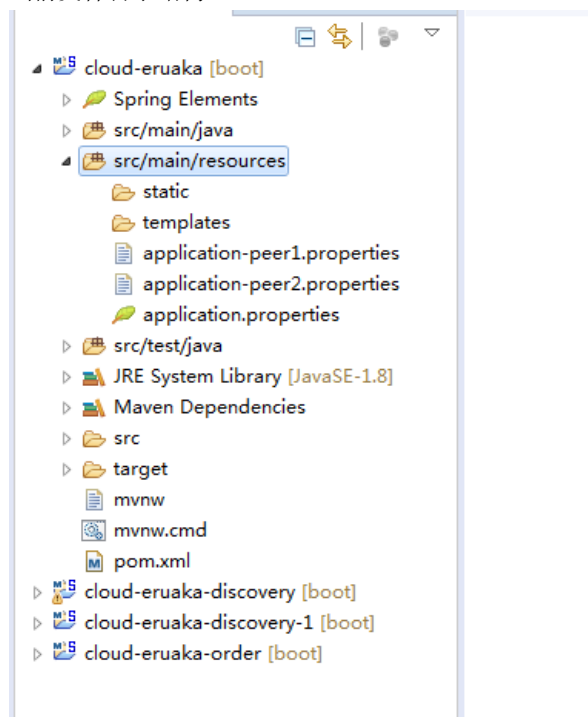 cloud-eruaka [boot]
Spring Elements
src/main/java
src/main/resources
static
templates
application-peer1.properties
application-peer2.properties
application.properties
src/test/java
JRE System Library [JavaSE-1.8]
Maven Dependencies
src
target
mvnw
mvnw.cmd
pom.xml
cloud-eruaka-discovery [boot]
cloud-eruaka-discovery-1 [boot]
cloud-eruaka-order [boot]